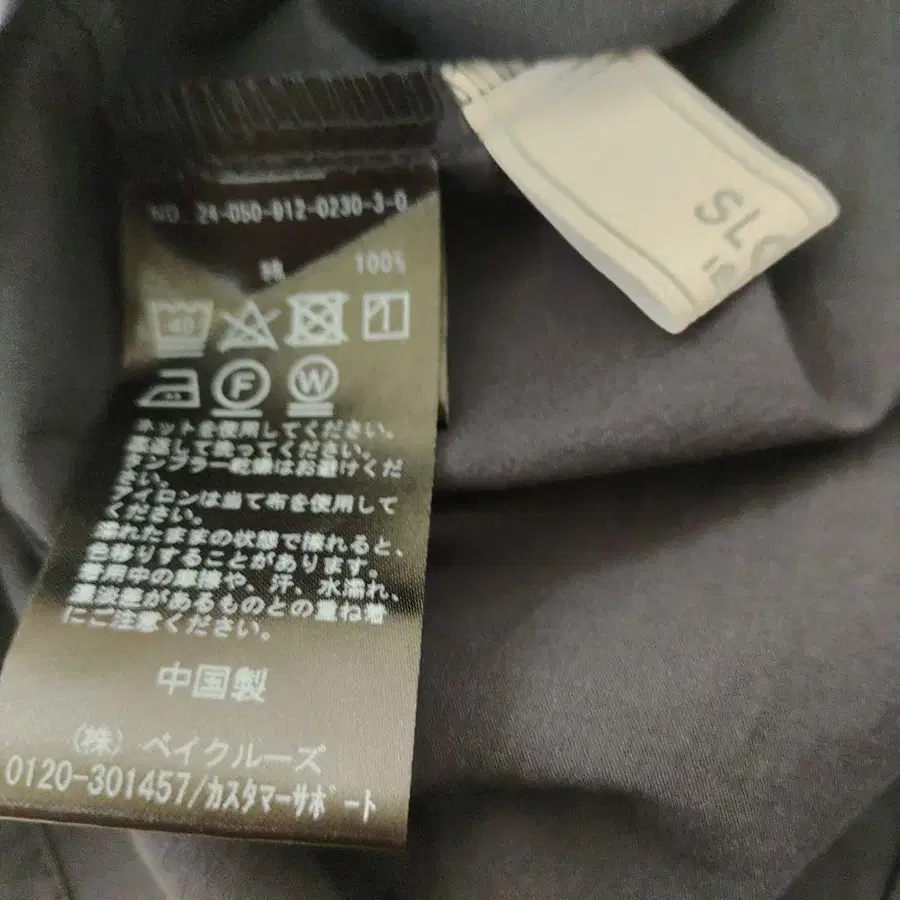 NO. 24-050-912-0230-3-0
綿 100%
40
F W
ネットを使用してください。
裏返して洗ってください。
タンブラー乾燥はお避けくだ
さい。
アイロンは当て布を使用して
ください。
濡れたままの状態で擦れると、
色移りすることがあります。
着用中の摩擦や、汗、水濡れ、
濃淡差があるものとの重ね着
にご注意ください。
中国製
(株) ベイクルーズ
0120-301457/カスタマーサポート
SL